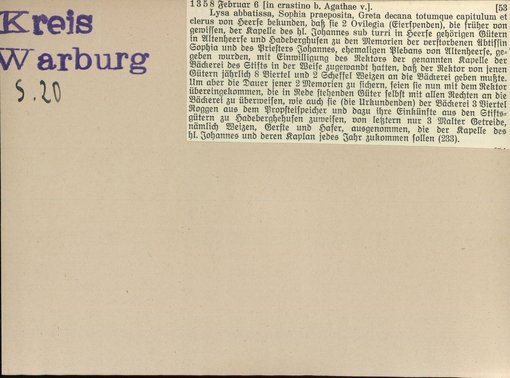 Kreis
Warburg
S. 20
1358 Februar 6 [in crastino b. Agathae v.]. [53
Lysa abbatissa, Sophia praeposita, Greta decana totumque capitulum et
clerus von Heerse bekunden, daß sie 2 Ovilegia (Eierspenden), die früher von
gewissen, der Kapelle des hl. Johannes sub turri in Heerse gehörigen Gütern
in Altenheerse und Hadeberghusen zu den Memorien der verstorbenen Äbtissin
Sophia und des Priesters Johannes, ehemaligen Plebans von Altenheerse, ge-
geben wurden, mit Einwilligung des Rektors der genannten Kapelle der
Bäckerei des Stifts in der Weise zugewandt hatten, daß der Rektor von jenen
Gütern jährlich 8 Viertel und 2 Scheffel Weizen an die Bäckerei geben mußte.
Um aber die Dauer jener 2 Memorien zu sichern, seien sie nun mit dem Rektor
übereingekommen, die in Rede stehenden Güter selbst mit allen Rechten an die
Bäckerei zu überweisen, wie auch sie (die Urkundenden) der Bäckerei 3 Viertel
Roggen aus dem Propsteispeicher und dazu ihre Einkünfte aus den Stifts-
gütern zu Hadeberghehusen zuweisen, von letztern nur 3 Malter Getreide,
nämlich Weizen, Gerste und Hafer, ausgenommen, die der Kapelle des
hl. Johannes und deren Kaplan jedes Jahr zukommen sollen (233).